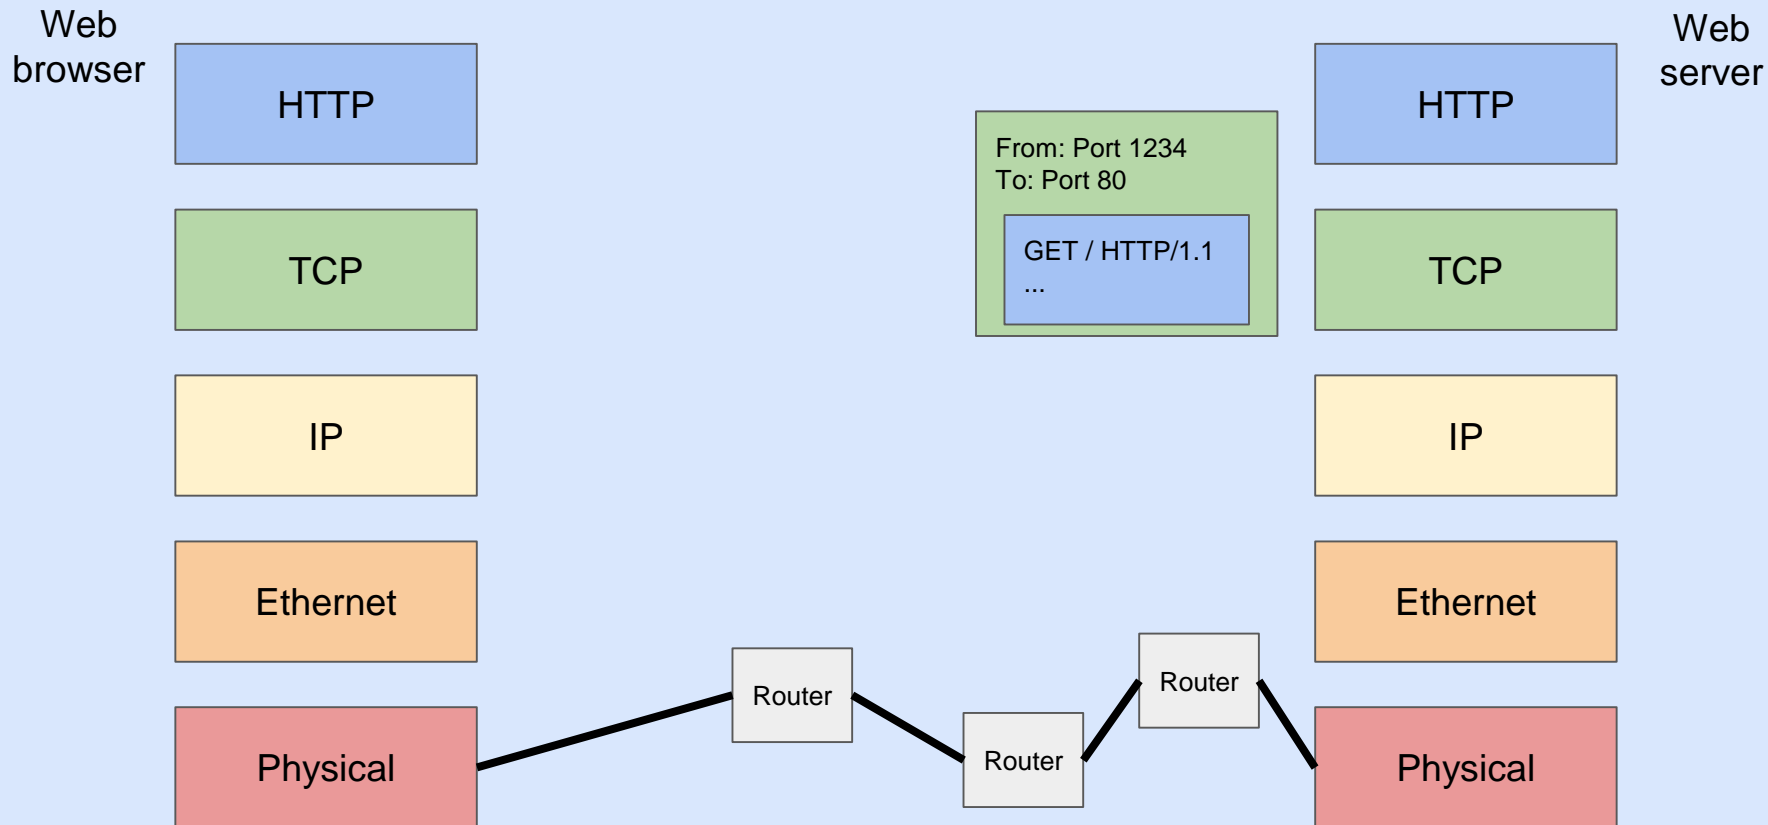 Web
browser
HTTP
TCP
IP
Ethernet
Physical
From: Port 1234
To: Port 80
GET / HTTP/1.1
...
Router
Router
Router
Web
server
HTTP
TCP
IP
Ethernet
Physical